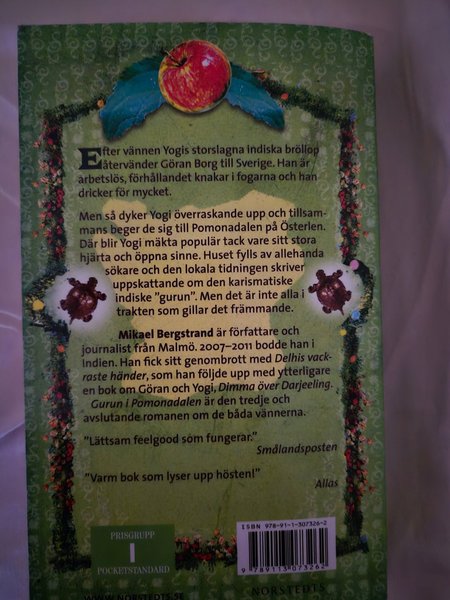 Efter vännen Yogis storslagna indiska bröllop
återvänder Göran Borg till Sverige. Han är
arbetslös, förhållandet knakar i fogarna och han
dricker för mycket.
Men så dyker Yogi överraskande upp och tillsam-
mans beger de sig till Pomonadalen på Österlen.
Där blir Yogi mäkta populär tack vare sitt stora
hjärta och öppna sinne. Huset fylls av allehanda
sökare och den lokala tidningen skriver
uppskattande om den karismatiske
indiske "gurun". Men det är inte alla i
trakten som gillar det främmande.
Mikael Bergstrand är författare och
journalist från Malmö. 2007–2011 bodde han i
Indien. Han fick sitt genombrott med Delhis vack-
raste händer, som han följde upp med ytterligare
en bok om Göran och Yogi, Dimma över Darjeeling.
Gurun i Pomonadalen är den tredje och
avslutande romanen om de båda vännerna.
"Lättsam feelgood som fungerar."
Smålandsposten
"Varm bok som lyser upp hösten!"
Allas
PRISGRUPP
1
POCKETSTANDARD
ISBN 978-91-1-307326-2
9 789113 073262
WWW.NORSTEDTS.SE
NORSTEDTS